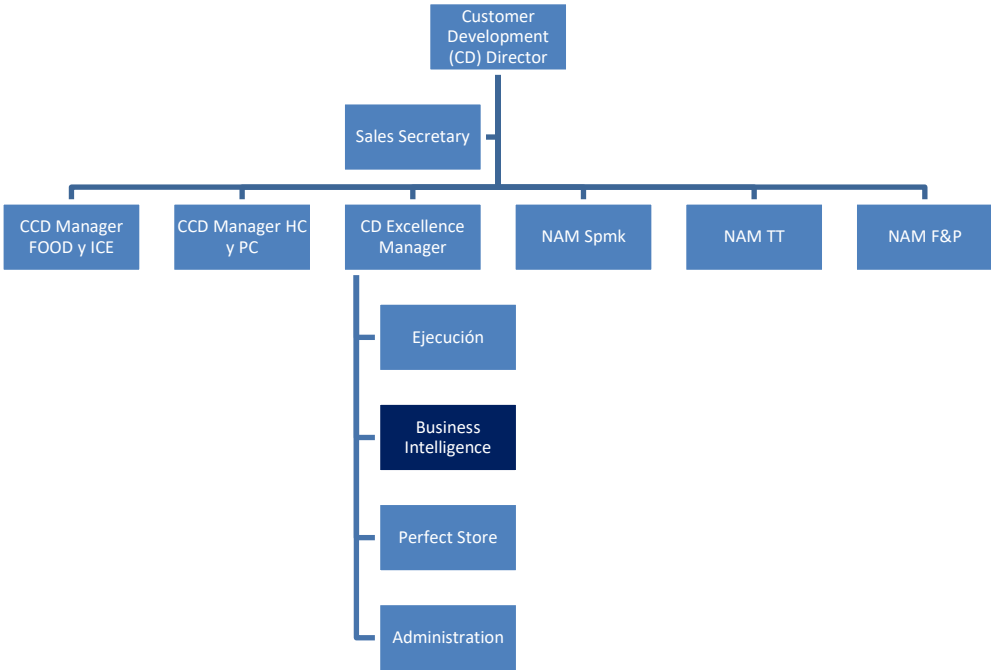 Customer
Development
(CD) Director
Sales Secretary
CCD Manager
FOOD y ICE
CCD Manager HC
y PC
CD Excellence
Manager
NAM Spmk
NAM TT
NAM F&P
Ejecución
Business
Intelligence
Perfect Store
Administration